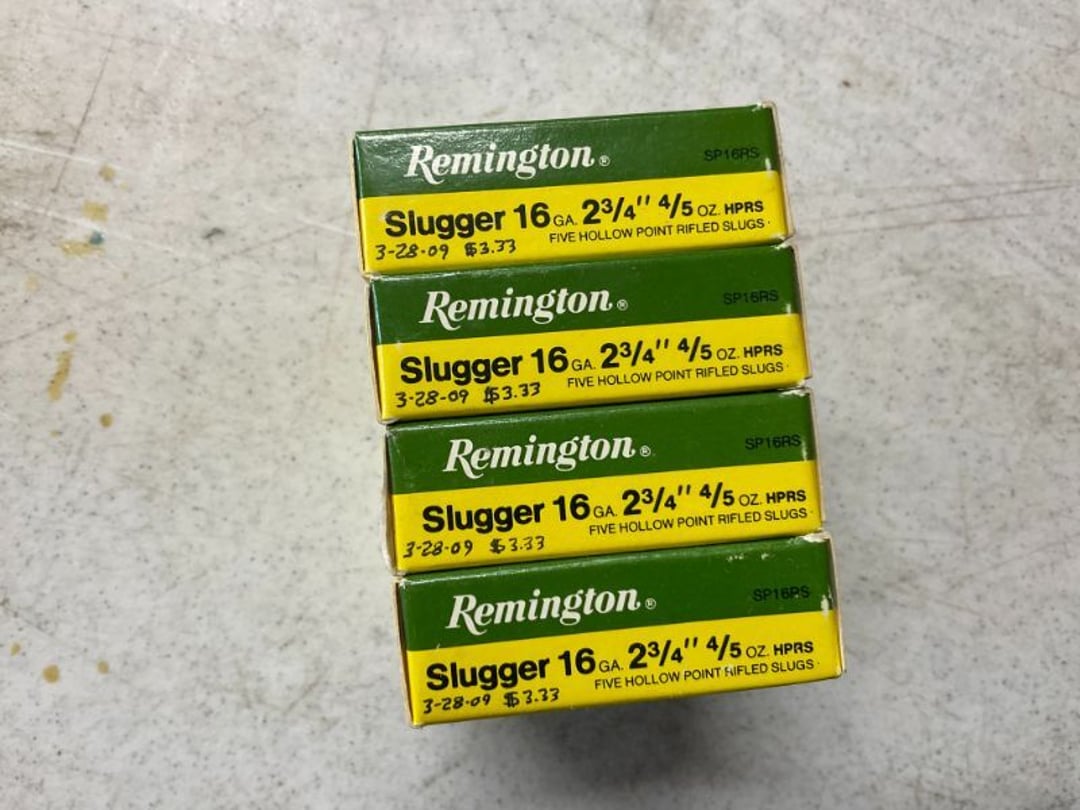 Remington® SP16RS
Slugger 16 GA. 2 3/4" 4/5 OZ. HPRS
FIVE HOLLOW POINT RIFLED SLUGS
3-28-09 $3.33
Remington® SP16RS
Slugger 16 GA. 2 3/4" 4/5 OZ. HPRS
FIVE HOLLOW POINT RIFLED SLUGS
3-28-09 $3.33
Remington® SP16RS
Slugger 16 GA. 2 3/4" 4/5 OZ. HPRS
FIVE HOLLOW POINT RIFLED SLUGS
3-28-09 $3.33
Remington® SP16RS
Slugger 16 GA. 2 3/4" 4/5 OZ. HPRS
FIVE HOLLOW POINT RIFLED SLUGS
3-28-09 $3.33